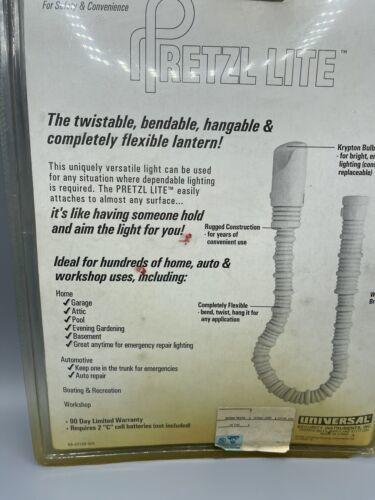 For Safety & Convenience
PRETZL LITE™
The twistable, bendable, hangable &
completely flexible lantern!
This uniquely versatile light can be used
for any situation where dependable lighting
is required. The PRETZL LITE™ easily
attaches to almost any surface...
it's like having someone hold
and aim the light for you!
Ideal for hundreds of home, auto &
workshop uses, including:
Home
✓ Garage
✓ Attic
✓ Pool
✓ Evening Gardening
✓ Basement
✓ Great anytime for emergency repair lighting
Automotive
✓ Keep one in the trunk for emergencies
✓ Auto repair
Boating & Recreation
Workshop
• 90 Day Limited Warranty
• Requires 2 "C" cell batteries (not included)
Krypton Bulb
- for bright,
lighting
replaceable)
Rugged Construction
- for years of
convenient use
Completely Flexible
- bend, twist, hang it for
any application
UNIVERSAL
SECURITY INSTRUMENTS, IN